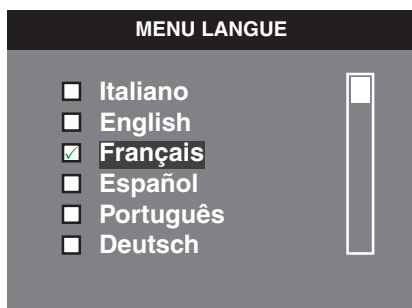 MENU LANGUE
Italiano
English
Français
Español
Português
Deutsch